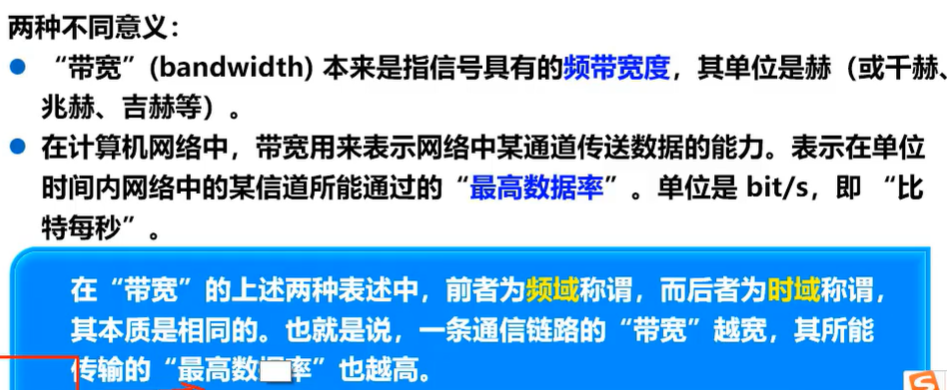 两种不同意义：
“带宽”(bandwidth) 本来是指信号具有的频带宽度，其单位是赫（或千赫、
兆赫、吉赫等）。
在计算机网络中，带宽用来表示网络中某通道传送数据的能力。表示在单位
时间内网络中的某信道所能通过的“最高数据率”。单位是 bit/s，即 “比
特每秒”。
在“带宽”的上述两种表述中，前者为频域称谓，而后者为时域称谓，
其本质是相同的。也就是说，一条通信链路的“带宽”越宽，其所能
传输的“最高数 率”也越高。